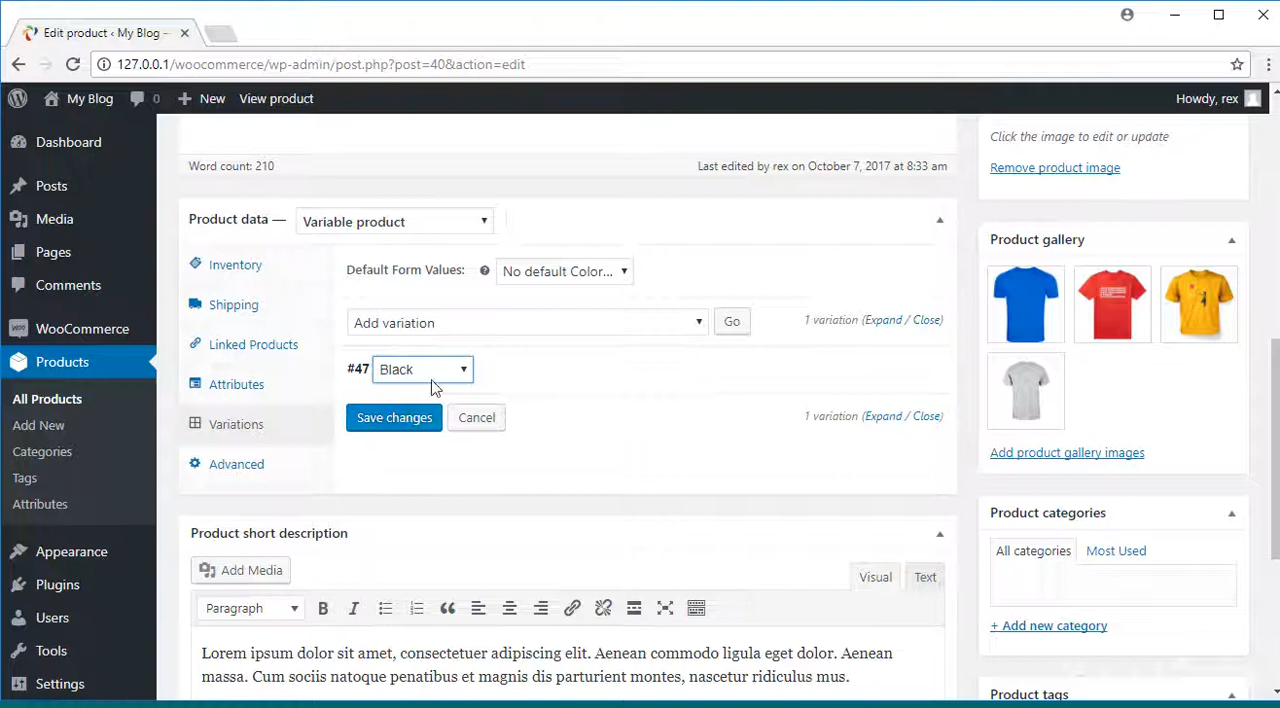 Edit product ‹ My Blog —
127.0.0.1/woocommerce/wp-admin/post.php?post=40&action=edit
My Blog 0 New View product Howdy, rex
Dashboard
Posts
Media
Pages
Comments
WooCommerce
Products
All Products
Add New
Categories
Tags
Attributes
Appearance
Plugins
Users
Tools
Settings
Word count: 210 Last edited by rex on October 7, 2017 at 8:33 am
Product data — Variable product
Inventory
Shipping
Linked Products
Attributes
Variations
Advanced
Default Form Values: No default Color...
Add variation Go 1 variation (Expand / Close)
#47 Black
Save changes Cancel 1 variation (Expand / Close)
Product short description
Add Media Visual Text
Paragraph
Lorem ipsum dolor sit amet, consectetuer adipiscing elit. Aenean commodo ligula eget dolor. Aenean
massa. Cum sociis natoque penatibus et magnis dis parturient montes, nascetur ridiculus mus.
Click the image to edit or update
Remove product image
Product gallery
Add product gallery images
Product categories
All categories Most Used
+ Add new category
Product tags